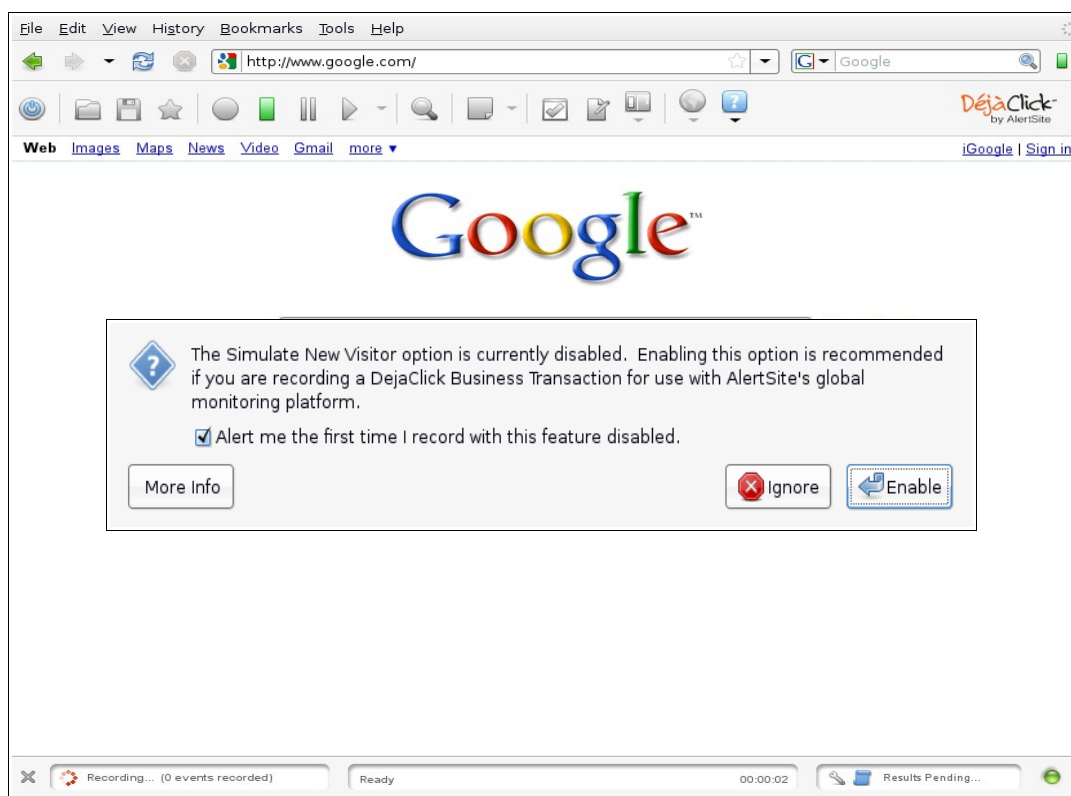 File Edit View History Bookmarks Tools Help
http://www.google.com/ G Google
DéjàClick
by AlertSite
Web Images Maps News Video Gmail more ▼ iGoogle | Sign in
Google™
The Simulate New Visitor option is currently disabled. Enabling this option is recommended
if you are recording a DejaClick Business Transaction for use with AlertSite's global
monitoring platform.
Alert me the first time I record with this feature disabled.
More Info Ignore Enable
Recording... (0 events recorded) Ready 00:00:02 Results Pending...